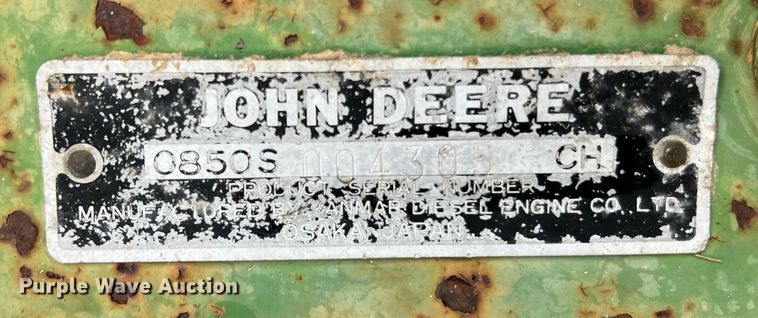 JOHN DEERE
0850S 004305 CH
PRODUCT SERIAL NUMBER
MANUFACTURED BY YANMAR DIESEL ENGINE CO. LTD
OSAKA JAPAN
Purple Wave Auction